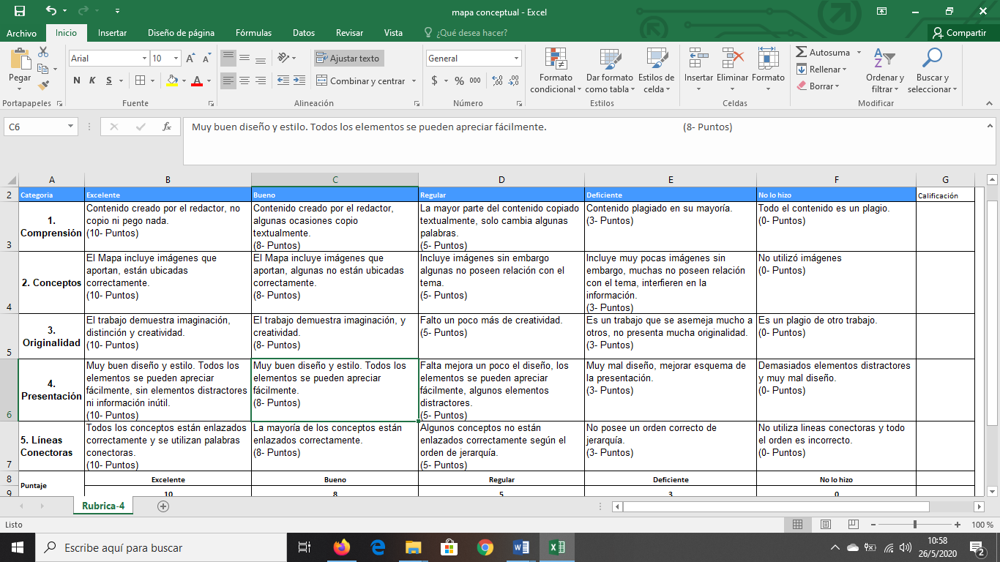 mapa conceptual - Excel
Archivo Inicio Insertar Diseño de página Fórmulas Datos Revisar Vista ¿Qué desea hacer? Compartir
Pegar
Portapapeles
Arial 10
N K S
Fuente
Ajustar texto
Combinar y centrar
Alineación
General
$ % 000
Número
Formato
condicional
Dar formato
como tabla
Estilos de
celda
Estilos
Insertar Eliminar Formato
Celdas
Autosuma
Rellenar
Borrar
Ordenar y
filtrar
Buscar y
seleccionar
Modificar
C6
fx
Muy buen diseño y estilo. Todos los elementos se pueden apreciar fácilmente. (8- Puntos)
A B C D E F G
2 Categoria Excelente Bueno Regular Deficiente No lo hizo Calificación
3
1.
Comprensión
Contenido creado por el redactor, no
copio ni pego nada.
(10- Puntos)
Contenido creado por el redactor,
algunas ocasiones copio
textualmente.
(8- Puntos)
La mayor parte del contenido copiado
textualmente, solo cambia algunas
palabras.
(5- Puntos)
Contenido plagiado en su mayoría.
(3- Puntos)
Todo el contenido es un plagio.
(0- Puntos)
4
2. Conceptos
El Mapa incluye imágenes que
aportan, están ubicadas
correctamente.
(10- Puntos)
El Mapa incluye imágenes que
aportan, algunas no están ubicadas
correctamente.
(8- Puntos)
Incluye imágenes sin embargo
algunas no poseen relación con el
tema.
(5- Puntos)
Incluye muy pocas imágenes sin
embargo, muchas no poseen relación
con el tema, interfieren en la
información.
(3- Puntos)
No utilizó imágenes
(0- Puntos)
5
3.
Originalidad
El trabajo demuestra imaginación,
distinción y creatividad.
(10- Puntos)
El trabajo demuestra imaginación, y
creatividad.
(8- Puntos)
Falto un poco más de creatividad.
(5- Puntos)
Es un trabajo que se asemeja mucho a
otros, no presenta mucha originalidad.
(3- Puntos)
Es un plagio de otro trabajo.
(0- Puntos)
6
4.
Presentación
Muy buen diseño y estilo. Todos los
elementos se pueden apreciar
fácilmente, sin elementos distractores
ni información inútil.
(10- Puntos)
Muy buen diseño y estilo. Todos los
elementos se pueden apreciar
fácilmente.
(8- Puntos)
Falta mejora un poco el diseño, los
elementos se pueden apreciar
fácilmente, algunos elementos
distractores.
(5- Puntos)
Muy mal diseño, mejorar esquema de
la presentación.
(3- Puntos)
Demasiados elementos distractores
y muy mal diseño.
(0- Puntos)
7
5. Líneas
Conectoras
Todos los conceptos están enlazados
correctamente y se utilizan palabras
conectoras.
(10- Puntos)
La mayoría de los conceptos están
enlazados correctamente.
(8- Puntos)
Algunos conceptos no están
enlazados correctamente según el
orden de jerarquía.
(5- Puntos)
No posee un orden correcto de
jerarquía.
(3- Puntos)
No utiliza lineas conectoras y todo
el orden es incorrecto.
(0- Puntos)
8 Excelente Bueno Regular Deficiente No lo hizo
Puntaje
9 10 8 5 3 0
Rubrica-4
Listo
100 %
Escribe aquí para buscar
10:58
26/5/2020
2